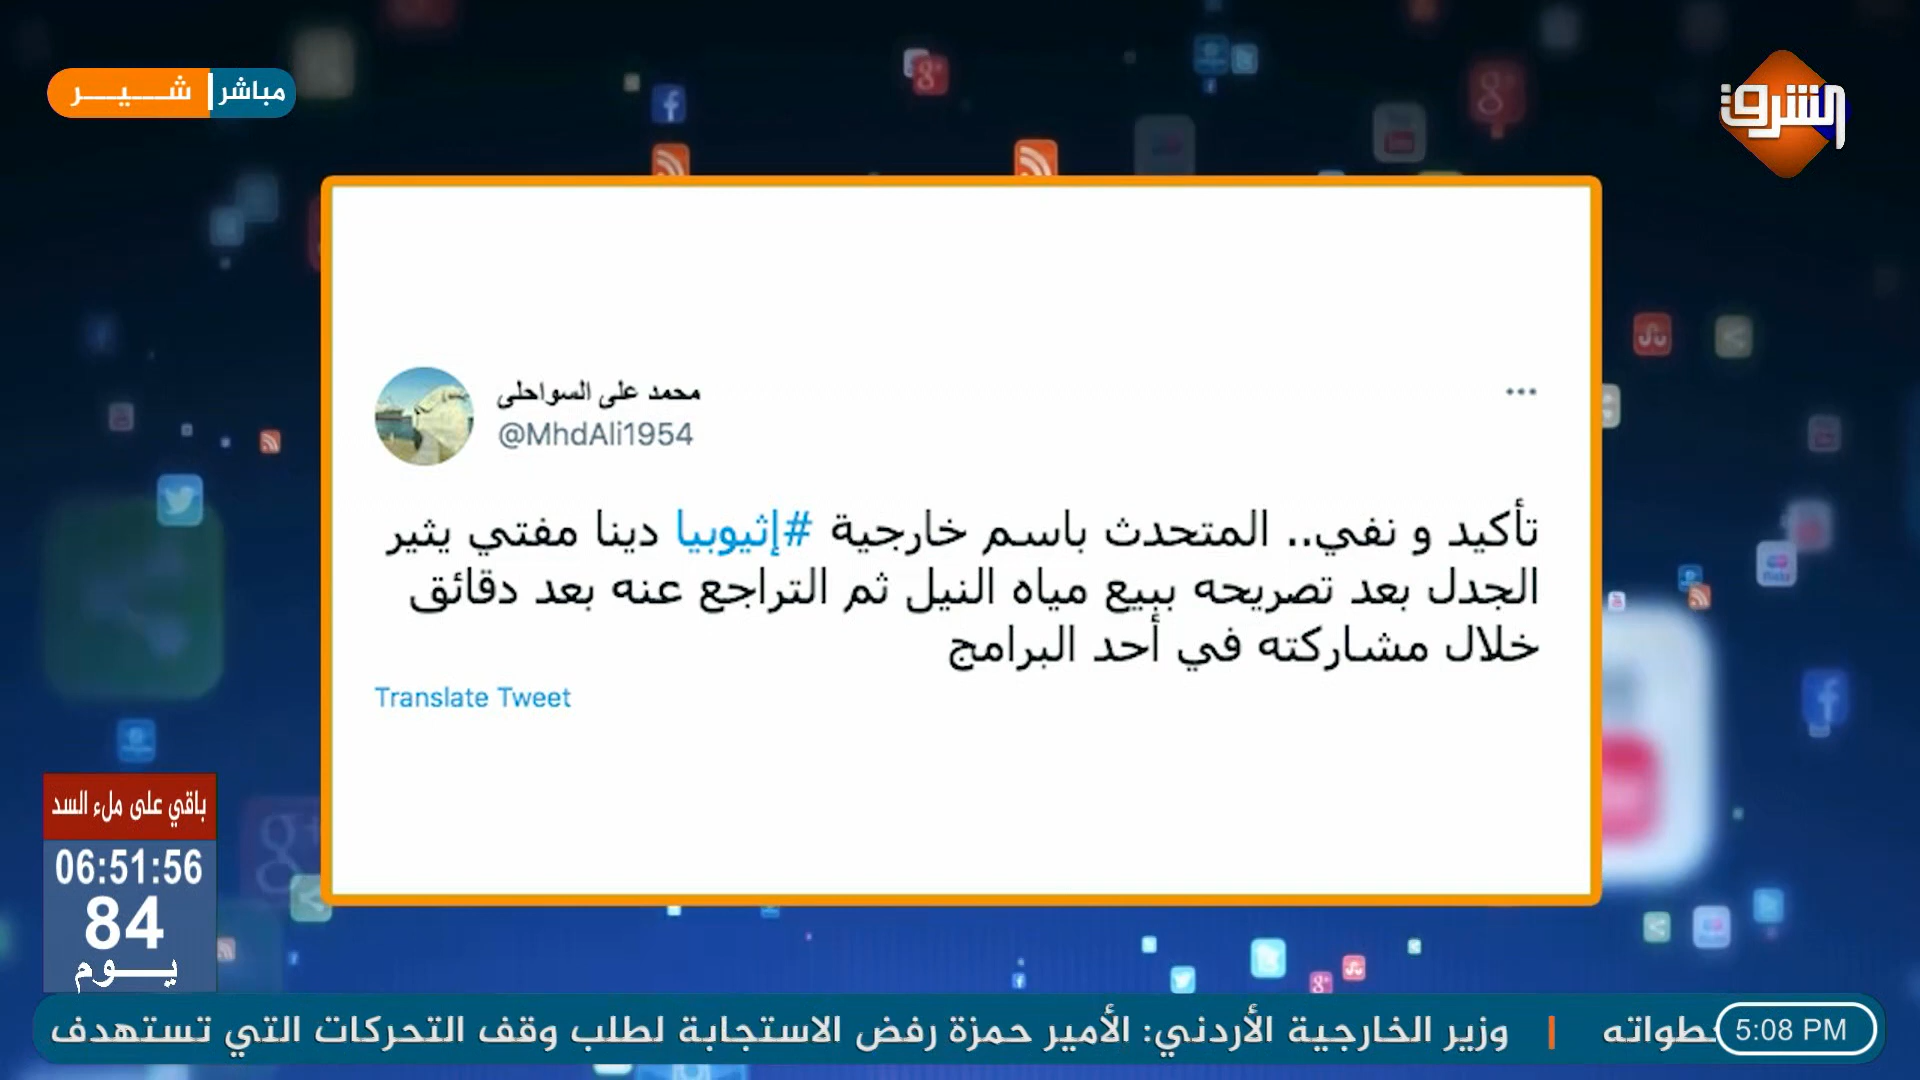 مباشر
شـــيـــر
الشرق
محمد على السواحلى
@MhdAli1954
تأكيد و نفي.. المتحدث باسم خارجية #إثيوبيا دينا مفتي يثير
الجدل بعد تصريحه ببيع مياه النيل ثم التراجع عنه بعد دقائق
خلال مشاركته في أحد البرامج
Translate Tweet
باقي على ملء السد
06:51:56
84
يـــوم
5:08 PM
خطواته | وزير الخارجية الأردني: الأمير حمزة رفض الاستجابة لطلب وقف التحركات التي تستهدف